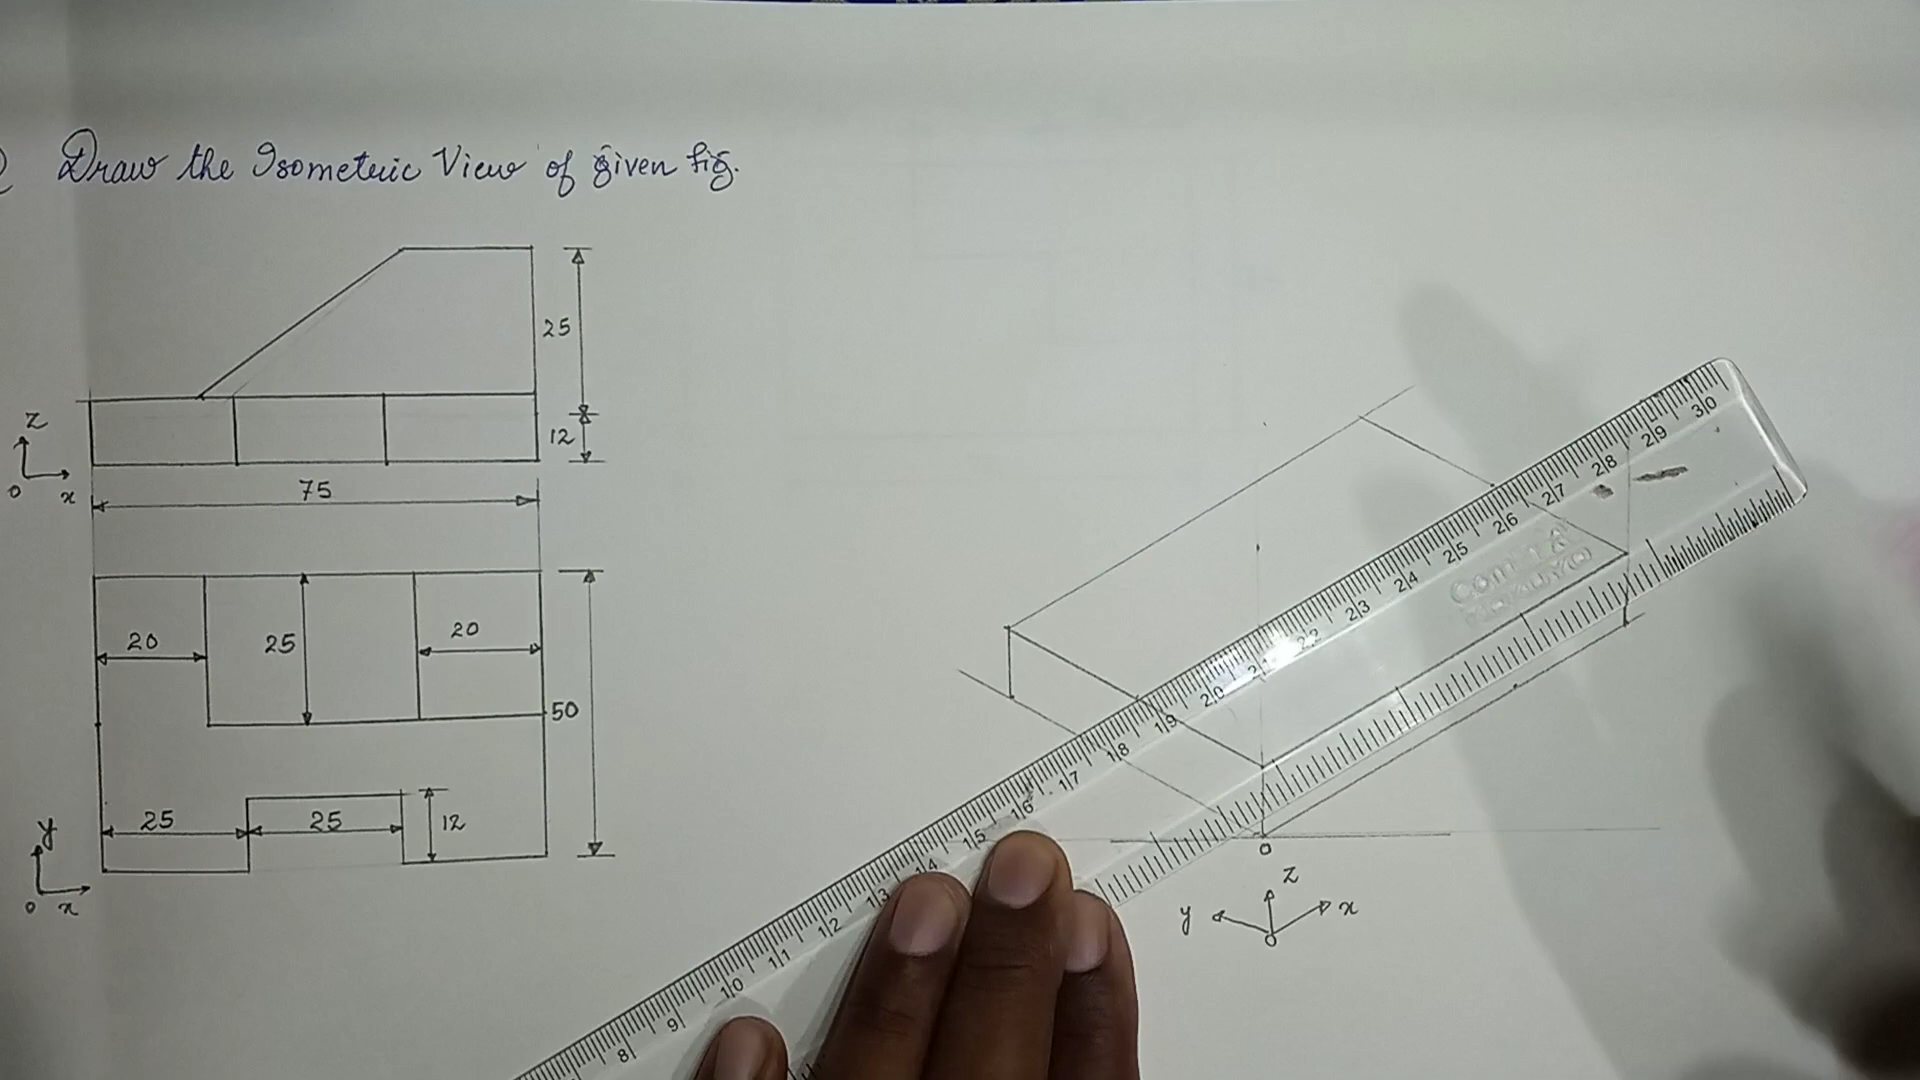 Draw the Isometric View of given fig.
25
z
12
o x
75
20 25 20
50
y
25 25 12
o x
30
29
28
27
26
25
24
23
22
21
20
19
18
17
16
15
14
13
12
11
10
9
8
o
z
y x
o